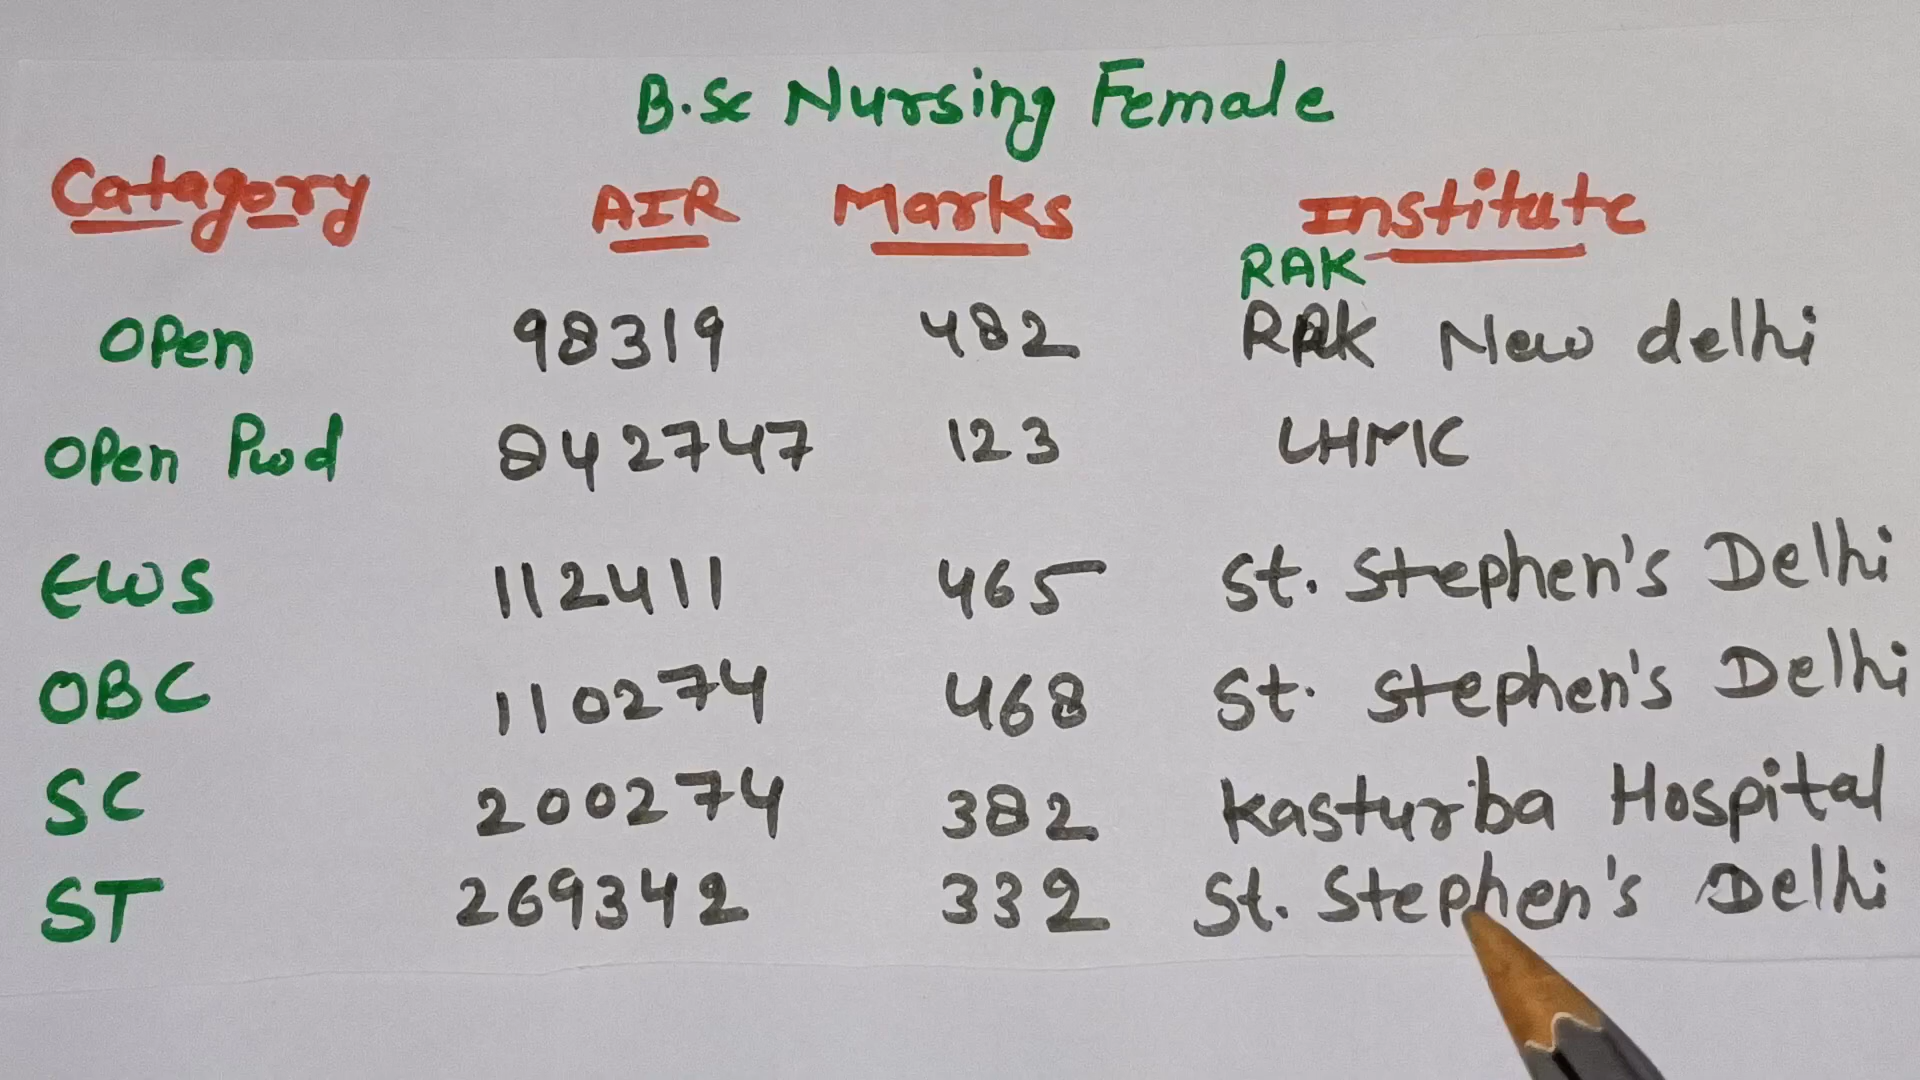 B.Sc Nursing Female
Catagory AIR Marks Institute
RAK
Open 98319 482 RAK New delhi
Open Pwd 842747 123 LHMC
EWS 112411 465 St. Stephen's Delhi
OBC 110274 468 St. Stephen's Delhi
SC 200274 382 Kasturba Hospital
ST 269342 332 St. Stephen's Delhi